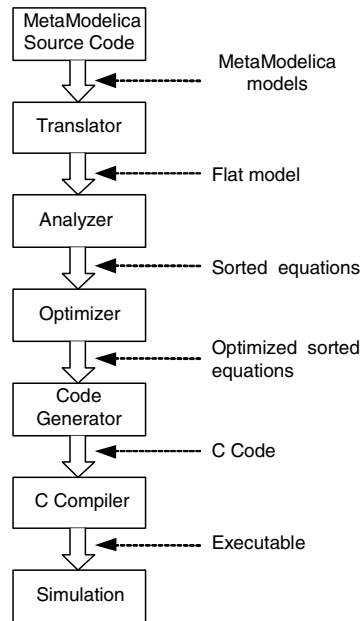 MetaModelica
Source Code
MetaModelica
models
Translator
Flat model
Analyzer
Sorted equations
Optimizer
Optimized sorted
equations
Code
Generator
C Code
C Compiler
Executable
Simulation